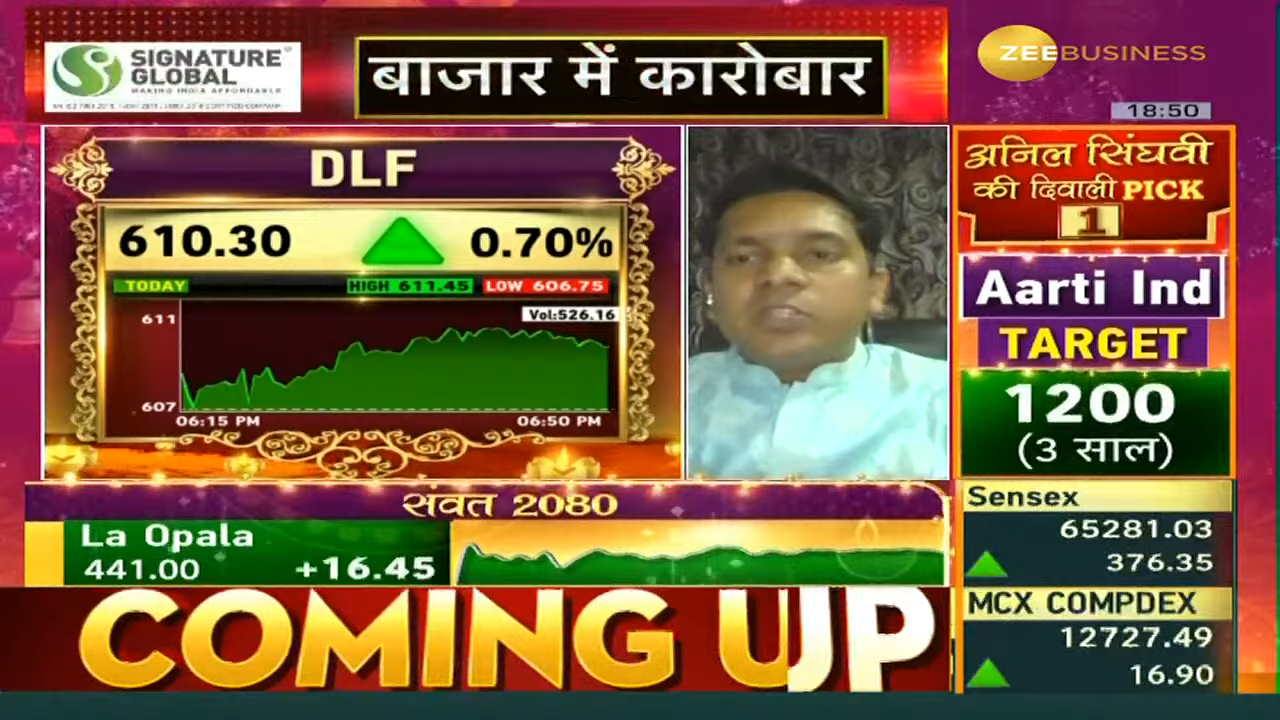 SIGNATURE
GLOBAL
MAKING INDIA AFFORDABLE
बाजार में कारोबार
ZEEBUSINESS
18:50
DLF
610.30 0.70%
TODAY HIGH 611.45 LOW 606.75
Vol:526.16
611
607
06:15 PM 06:50 PM
अनिल सिंघवी
की दिवाली PICK
1
Aarti Ind
TARGET
1200
(3 साल)
संवत 2080
La Opala
441.00 +16.45
Sensex
65281.03
376.35
MCX COMPDEX
12727.49
16.90
COMING UP